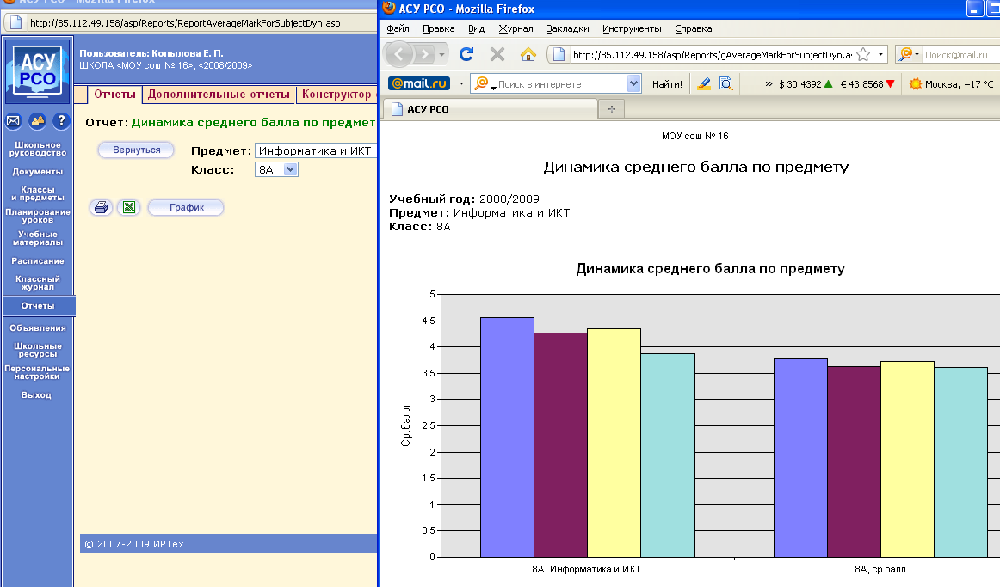 АСУ РСО - Mozilla Firefox
http://85.112.49.158/asp/Reports/ReportAverageMarkForSubjectDyn.asp
АСУ
РСО
Пользователь: Копылова Е. П.
ШКОЛА <МОУ сош № 16>, <2008/2009>
Отчеты
Дополнительные отчеты
Конструктор
?
Отчет: Динамика среднего балла по предмет
Вернуться
Предмет: Информатика и ИКТ
Класс: 8А
График
Школьное
руководство
Документы
Классы
и предметы
Планирование
уроков
Учебные
материалы
Расписание
Классный
журнал
Отчеты
Объявления
Школьные
ресурсы
Персональные
настройки
Выход
© 2007-2009 ИРТех
АСУ РСО - Mozilla Firefox
Файл Правка Вид Журнал Закладки Инструменты Справка
http://85.112.49.158/asp/Reports/gAverageMarkForSubjectDyn.a:
Поиск@mail.ru
@mail.ru
Поиск в интернете
Найти!
» $ 30.4392 € 43.8568 Москва, −17 °C
АСУ РСО
МОУ сош № 16
Динамика среднего балла по предмету
Учебный год: 2008/2009
Предмет: Информатика и ИКТ
Класс: 8А
Динамика среднего балла по предмету
Ср.балл
5
4,5
4
3,5
3
2,5
2
1,5
1
0,5
0
8А, Информатика и ИКТ
8А, ср.балл